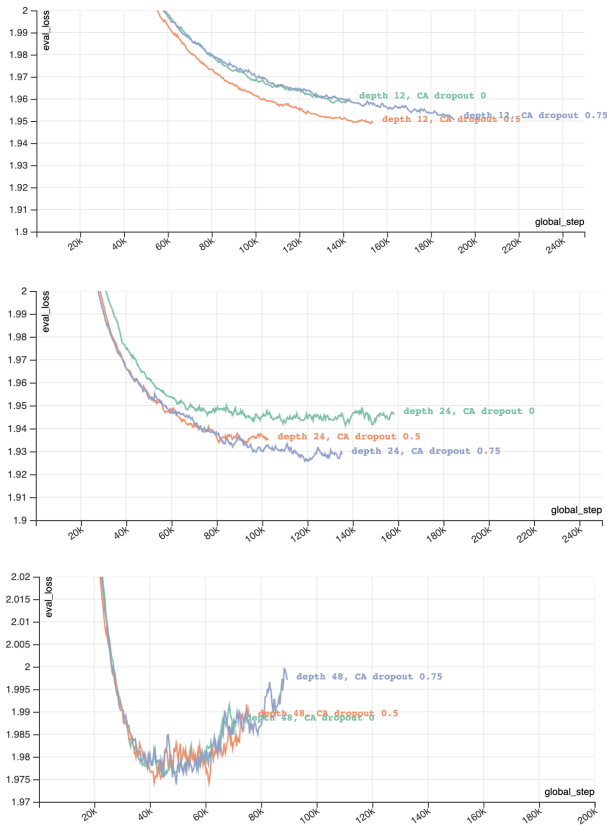 2
eval_loss
1.99
1.98
1.97
1.96
depth 12, CA dropout 0
1.95
depth 12, CA dropout 0.5
depth 12, CA dropout 0.75
1.94
1.93
1.92
1.91
global_step
1.9
20k 40k 60k 80k 100k 120k 140k 160k 180k 200k 220k 240k
2
eval_loss
1.99
1.98
1.97
1.96
1.95
depth 24, CA dropout 0
1.94
depth 24, CA dropout 0.5
1.93
depth 24, CA dropout 0.75
1.92
1.91
global_step
1.9
20k 40k 60k 80k 100k 120k 140k 160k 180k 200k 220k 240k
2.02
eval_loss
2.015
2.01
2.005
2
depth 48, CA dropout 0.75
1.995
1.99
depth 48, CA dropout 0.5
depth 48, CA dropout 0
1.985
1.98
1.975
global_step
1.97
20k 40k 60k 80k 100k 120k 140k 160k 180k 200k